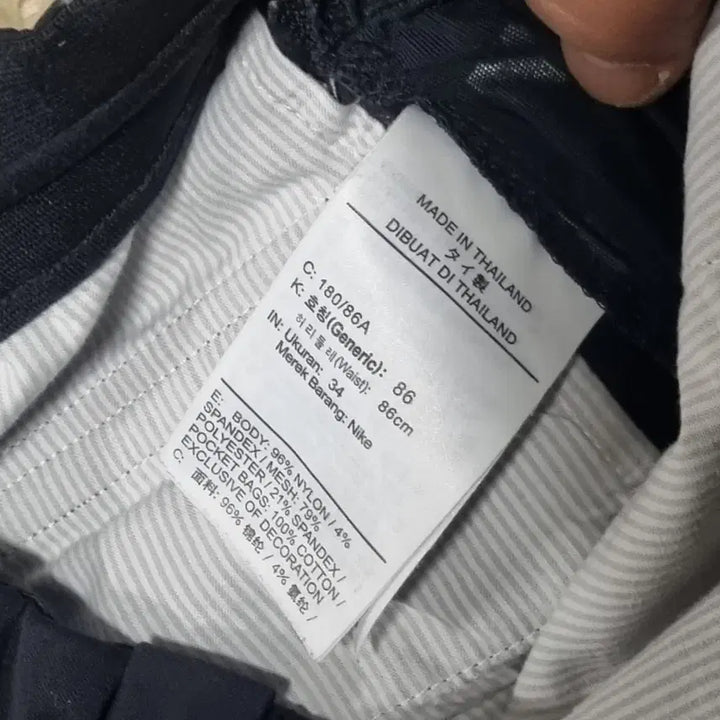 MADE IN THAILAND
タイ製
DIBUAT DI THAILAND
C: 180/86A
K: 호칭(Generic): 86
허리둘레(Waist): 86cm
IN: Ukuran: 34
Merek Barang: Nike
E: BODY: 96% NYLON / 4%
SPANDEX / MESH: 79%
POLYESTER / 21% SPANDEX /
POCKET BAGS: 100% COTTON /
EXCLUSIVE OF DECORATION
C: 面料: 96% 锦纶 / 4% 氨纶 /